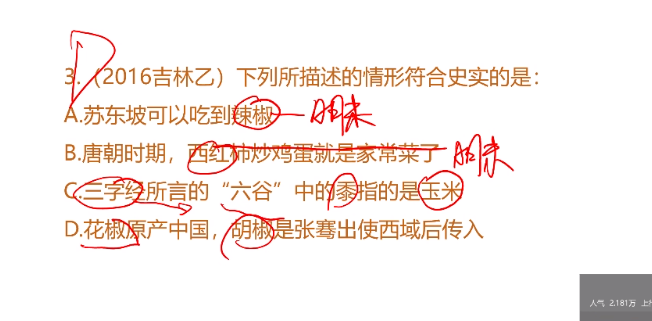 D
3.（2016吉林乙）下列所描述的情形符合史实的是：
A.苏东坡可以吃到辣椒 明末
B.唐朝时期，西红柿炒鸡蛋就是家常菜了 明末
C.三字经所言的“六谷”中的黍指的是玉米
D.花椒原产中国，胡椒是张骞出使西域后传入
人气 2.181万